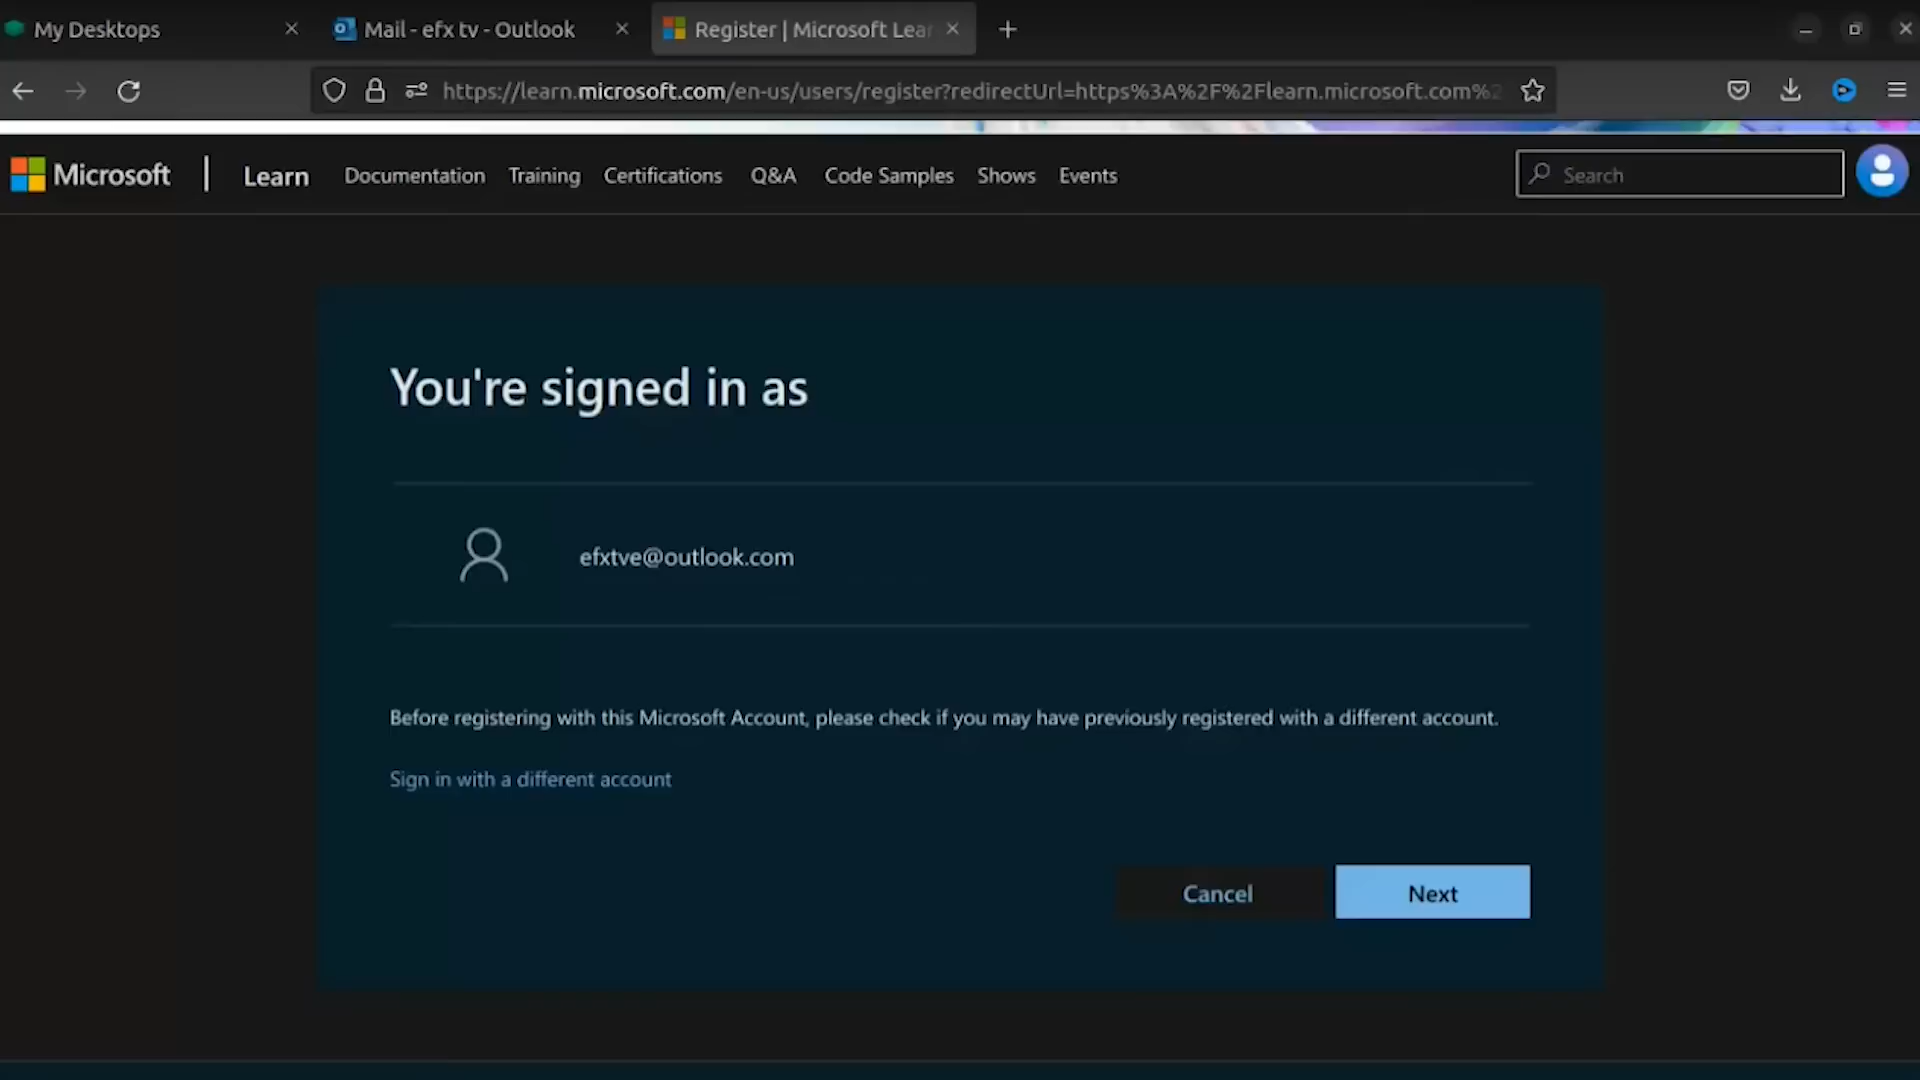 My Desktops
Mail - efx tv - Outlook
Register | Microsoft Lear
https://learn.microsoft.com/en-us/users/register?redirectUrl=https%3A%2F%2Flearn.microsoft.com%2
Microsoft | Learn Documentation Training Certifications Q&A Code Samples Shows Events Search
You're signed in as
efxtve@outlook.com
Before registering with this Microsoft Account, please check if you may have previously registered with a different account.
Sign in with a different account
Cancel Next